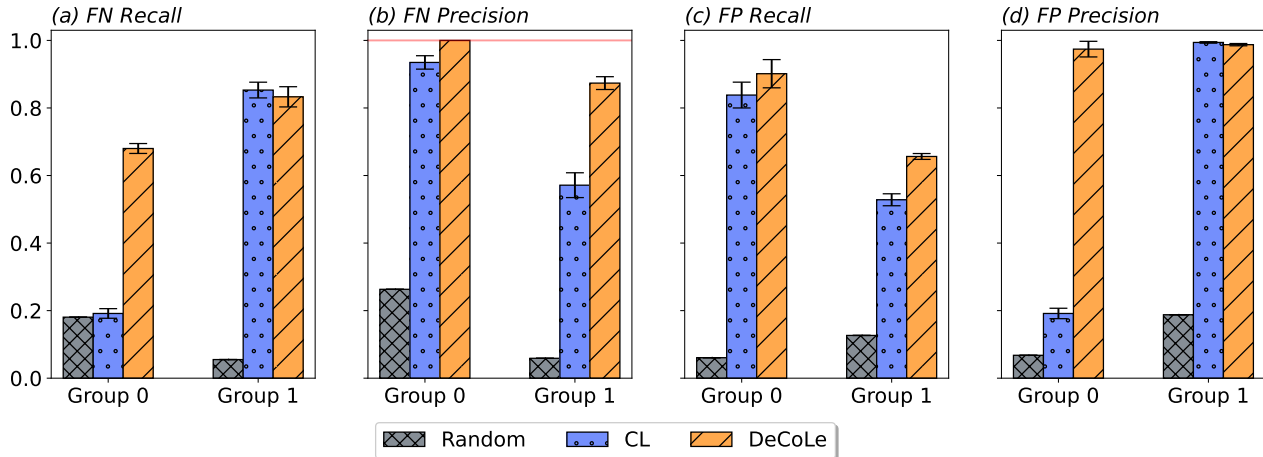 (a) FN Recall
(b) FN Precision
(c) FP Recall
(d) FP Precision
1.0
0.8
0.6
0.4
0.2
0.0
Group 0 Group 1
Group 0 Group 1
Group 0 Group 1
Group 0 Group 1
Random CL DeCoLe